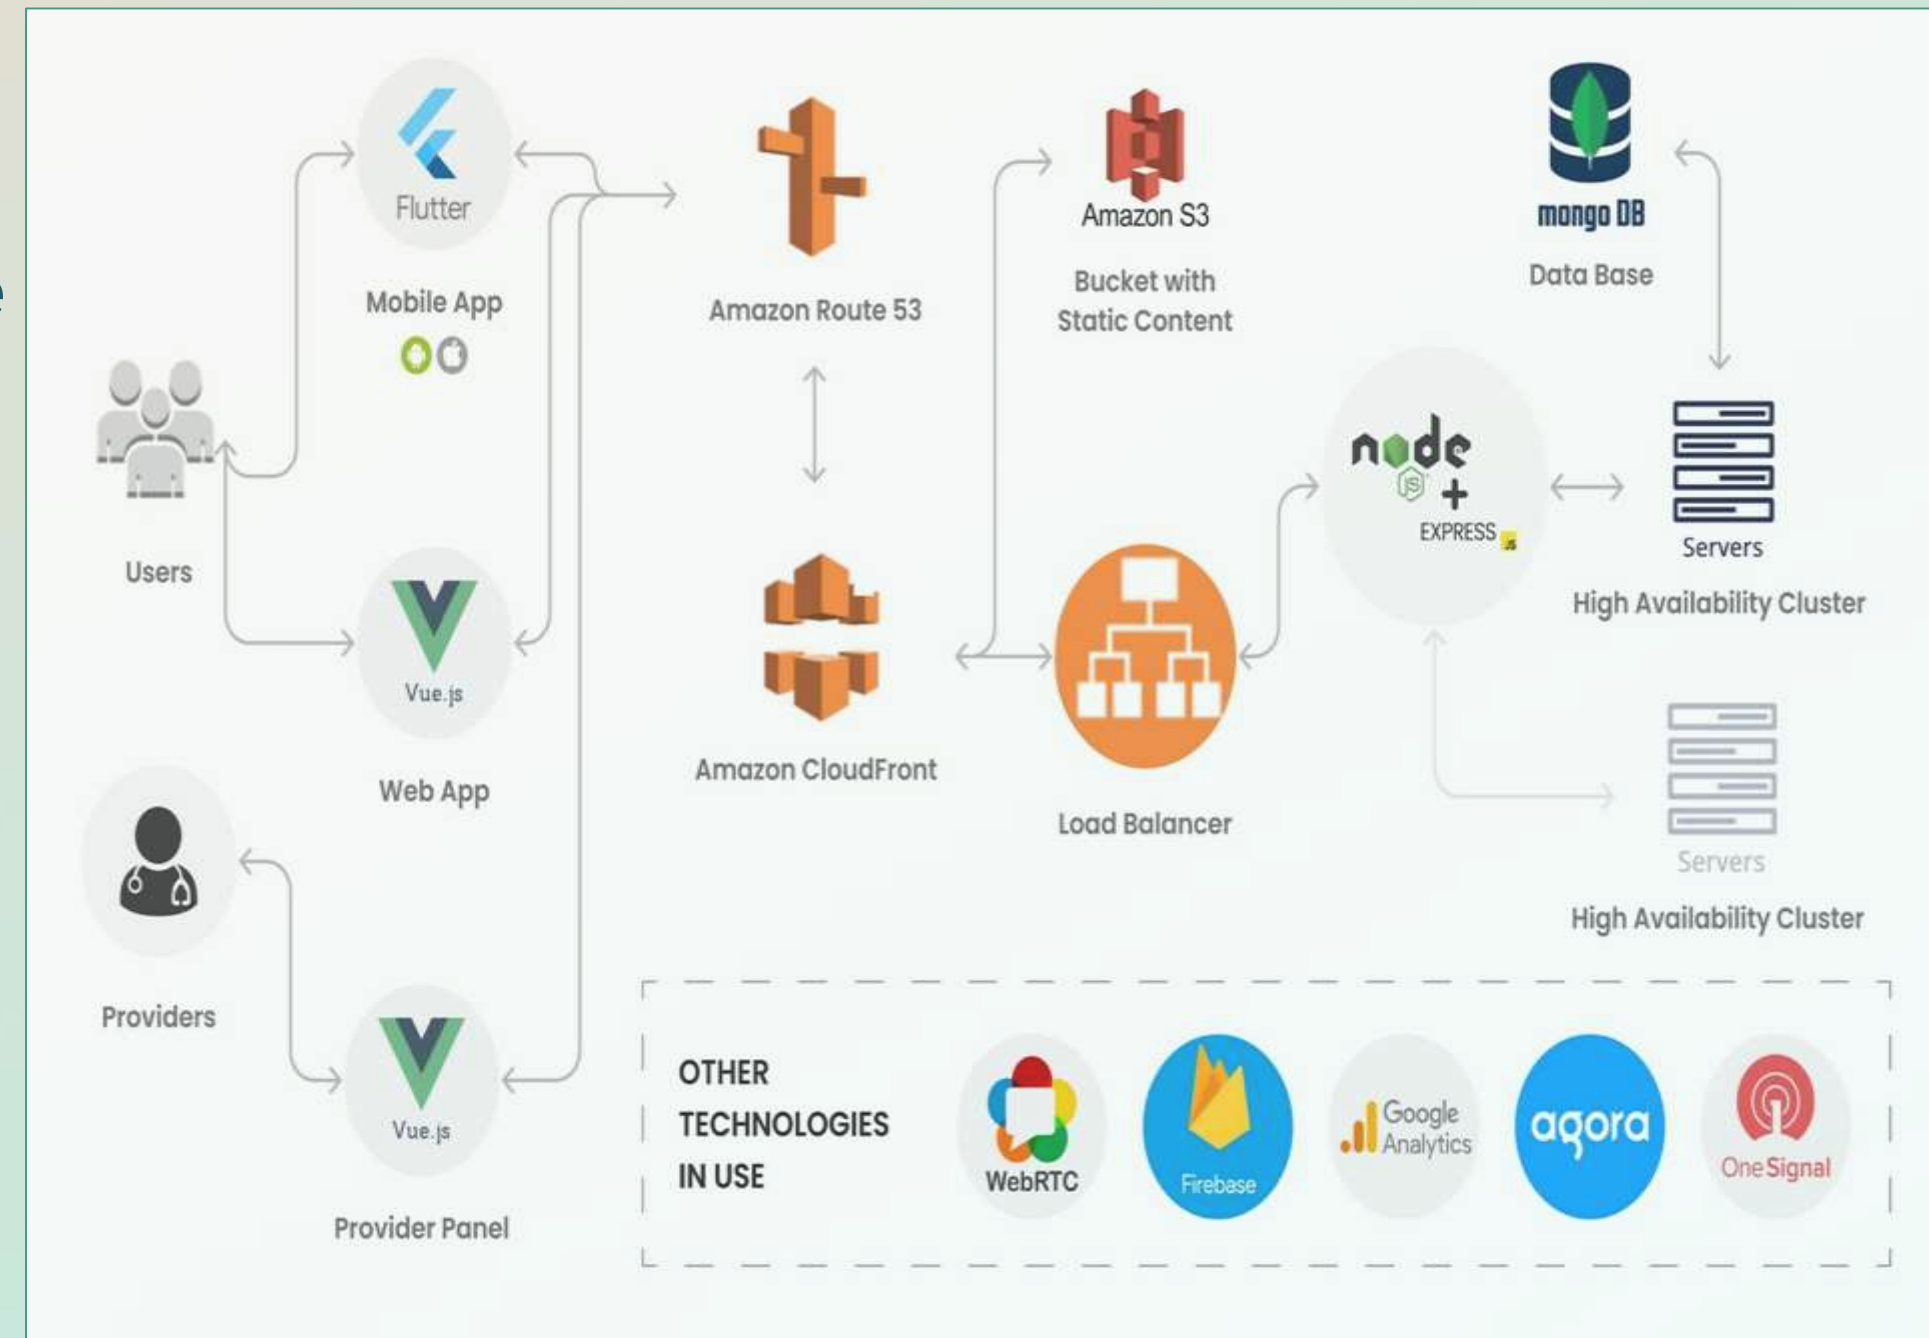 Flutter
Mobile App
Users
Vue.js
Web App
Providers
Vue.js
Provider Panel
Amazon Route 53
Amazon CloudFront
Amazon S3
Bucket with
Static Content
Load Balancer
mongo DB
Data Base
node
JS
+
EXPRESS JS
Servers
High Availability Cluster
Servers
High Availability Cluster
OTHER
TECHNOLOGIES
IN USE
WebRTC
Firebase
Google
Analytics
agora
OneSignal